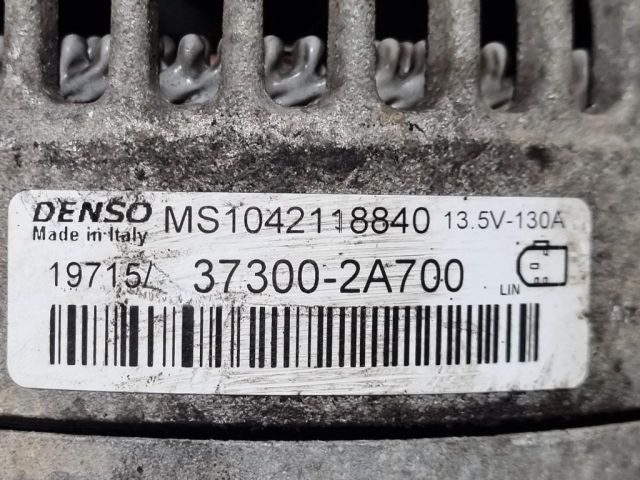 DENSO MS1042118840 13.5V-130A
Made in Italy
19715/ 37300-2A700 LIN